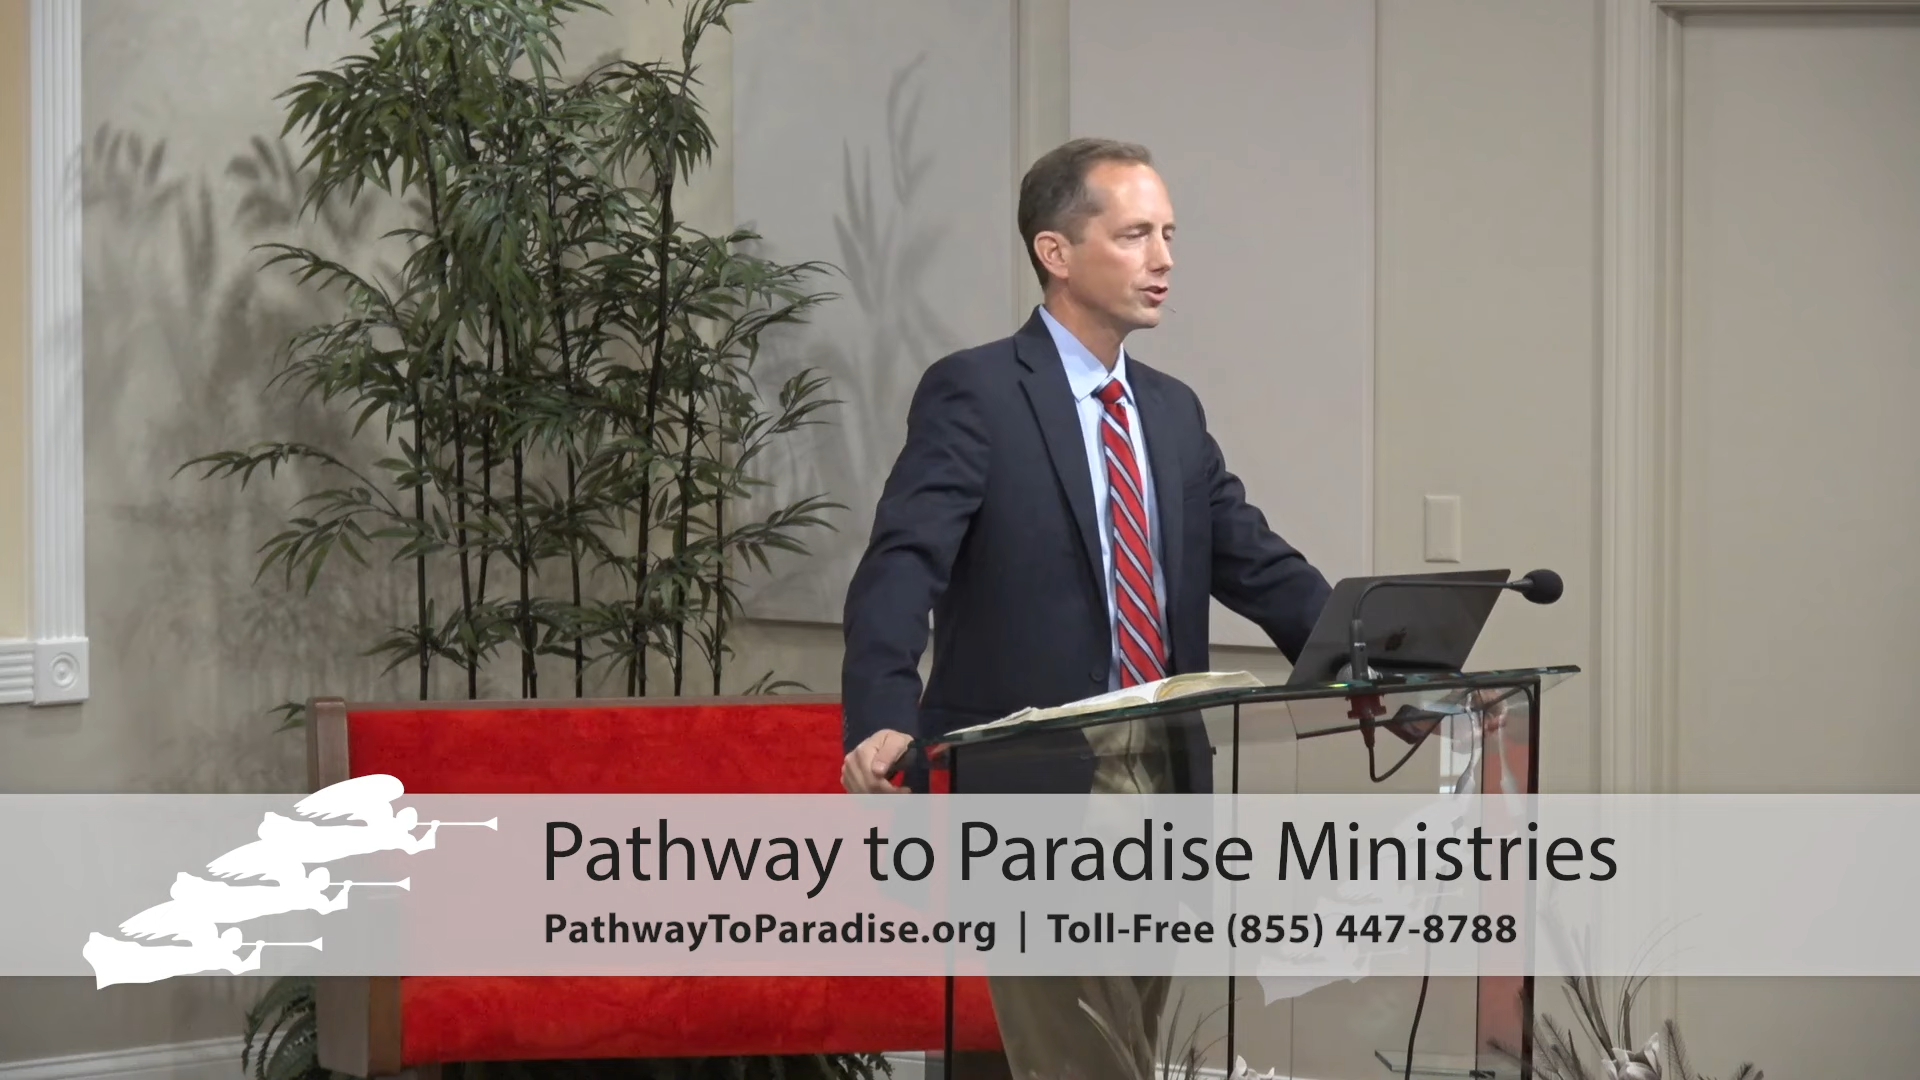 Pathway to Paradise Ministries
PathwayToParadise.org | Toll-Free (855) 447-8788